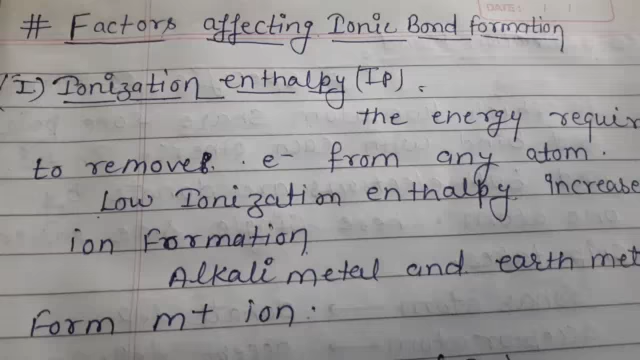 DATE:
# Factors affecting Ionic Bond formation
(I) Ionization enthalpy (Ip).
the energy requir
to remove . e- from any atom.
Low Ionization enthalpy increase
ion formation
Alkali metal and earth met
form m+ ion.